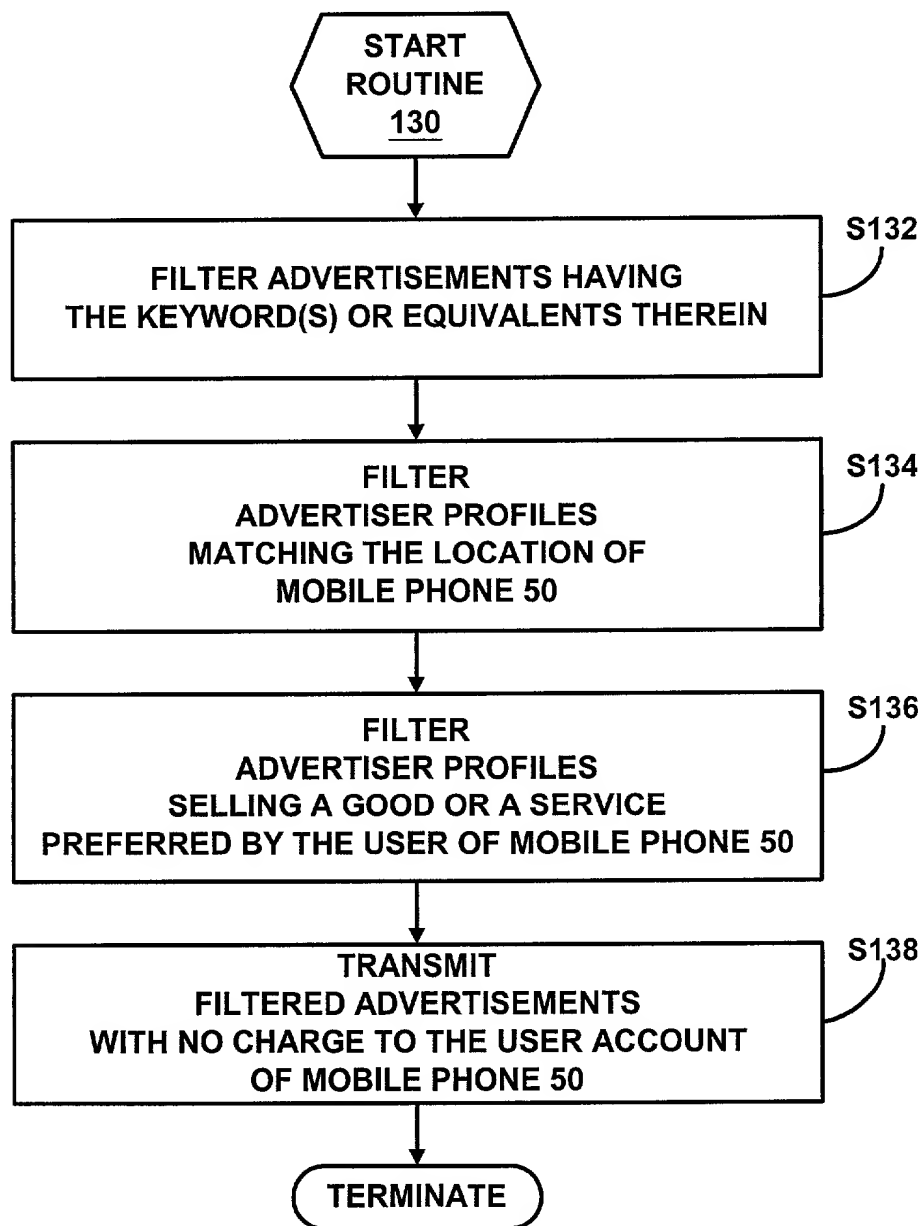 START
ROUTINE
130
S132
FILTER ADVERTISEMENTS HAVING
THE KEYWORD(S) OR EQUIVALENTS THEREIN
S134
FILTER
ADVERTISER PROFILES
MATCHING THE LOCATION OF
MOBILE PHONE 50
S136
FILTER
ADVERTISER PROFILES
SELLING A GOOD OR A SERVICE
PREFERRED BY THE USER OF MOBILE PHONE 50
S138
TRANSMIT
FILTERED ADVERTISEMENTS
WITH NO CHARGE TO THE USER ACCOUNT
OF MOBILE PHONE 50
TERMINATE